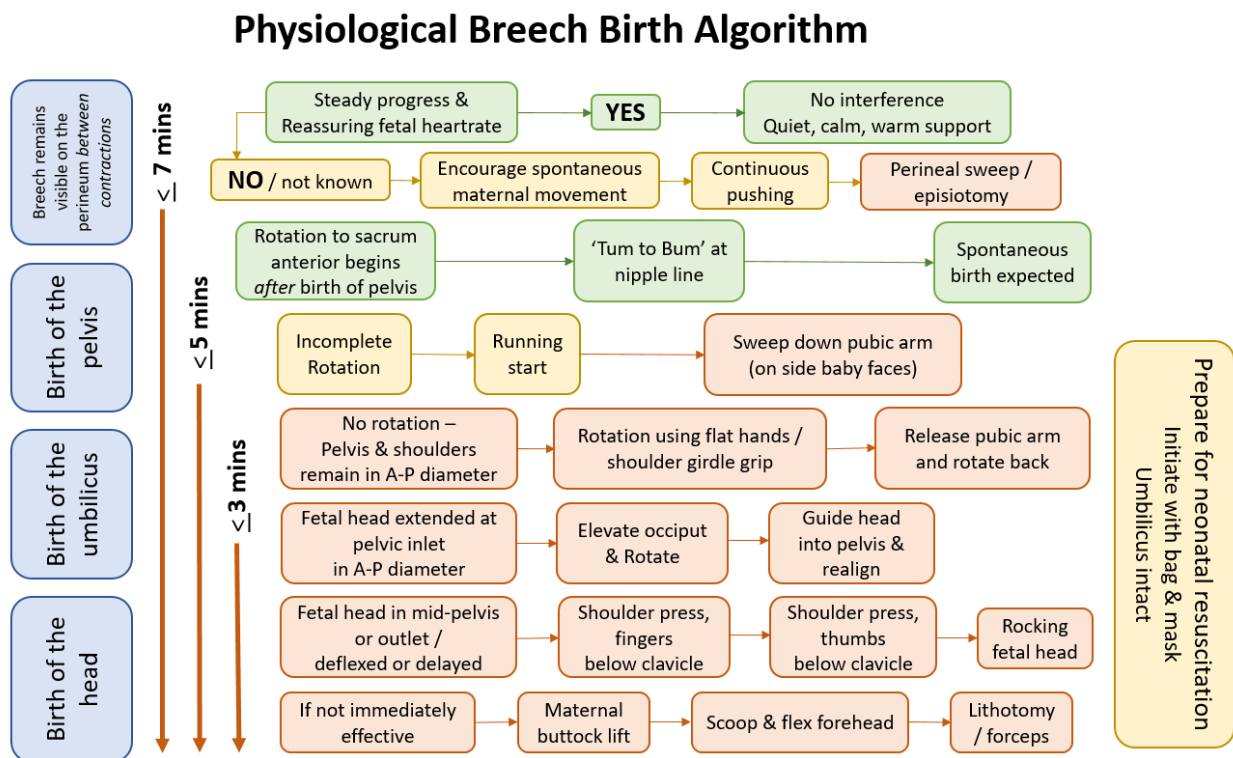 Physiological Breech Birth Algorithm
Breech remains
visible on the
perineum between
contractions
≤ 7 mins
Steady progress &
Reassuring fetal heartrate
YES
No interference
Quiet, calm, warm support
NO / not known
Encourage spontaneous
maternal movement
Continuous
pushing
Perineal sweep /
episiotomy
Rotation to sacrum
anterior begins
after birth of pelvis
'Tum to Bum' at
nipple line
Spontaneous
birth expected
Birth of the
pelvis
≤ 5 mins
Incomplete
Rotation
Running
start
Sweep down pubic arm
(on side baby faces)
Birth of the
umbilicus
≤ 3 mins
No rotation –
Pelvis & shoulders
remain in A-P diameter
Rotation using flat hands /
shoulder girdle grip
Release pubic arm
and rotate back
Fetal head extended at
pelvic inlet
in A-P diameter
Elevate occiput
& Rotate
Guide head
into pelvis &
realign
Birth of the
head
Fetal head in mid-pelvis
or outlet /
deflexed or delayed
Shoulder press,
fingers
below clavicle
Shoulder press,
thumbs
below clavicle
Rocking
fetal head
If not immediately
effective
Maternal
buttock lift
Scoop & flex forehead
Lithotomy
/ forceps
Prepare for neonatal resuscitation
Initiate with bag & mask
Umbilicus intact